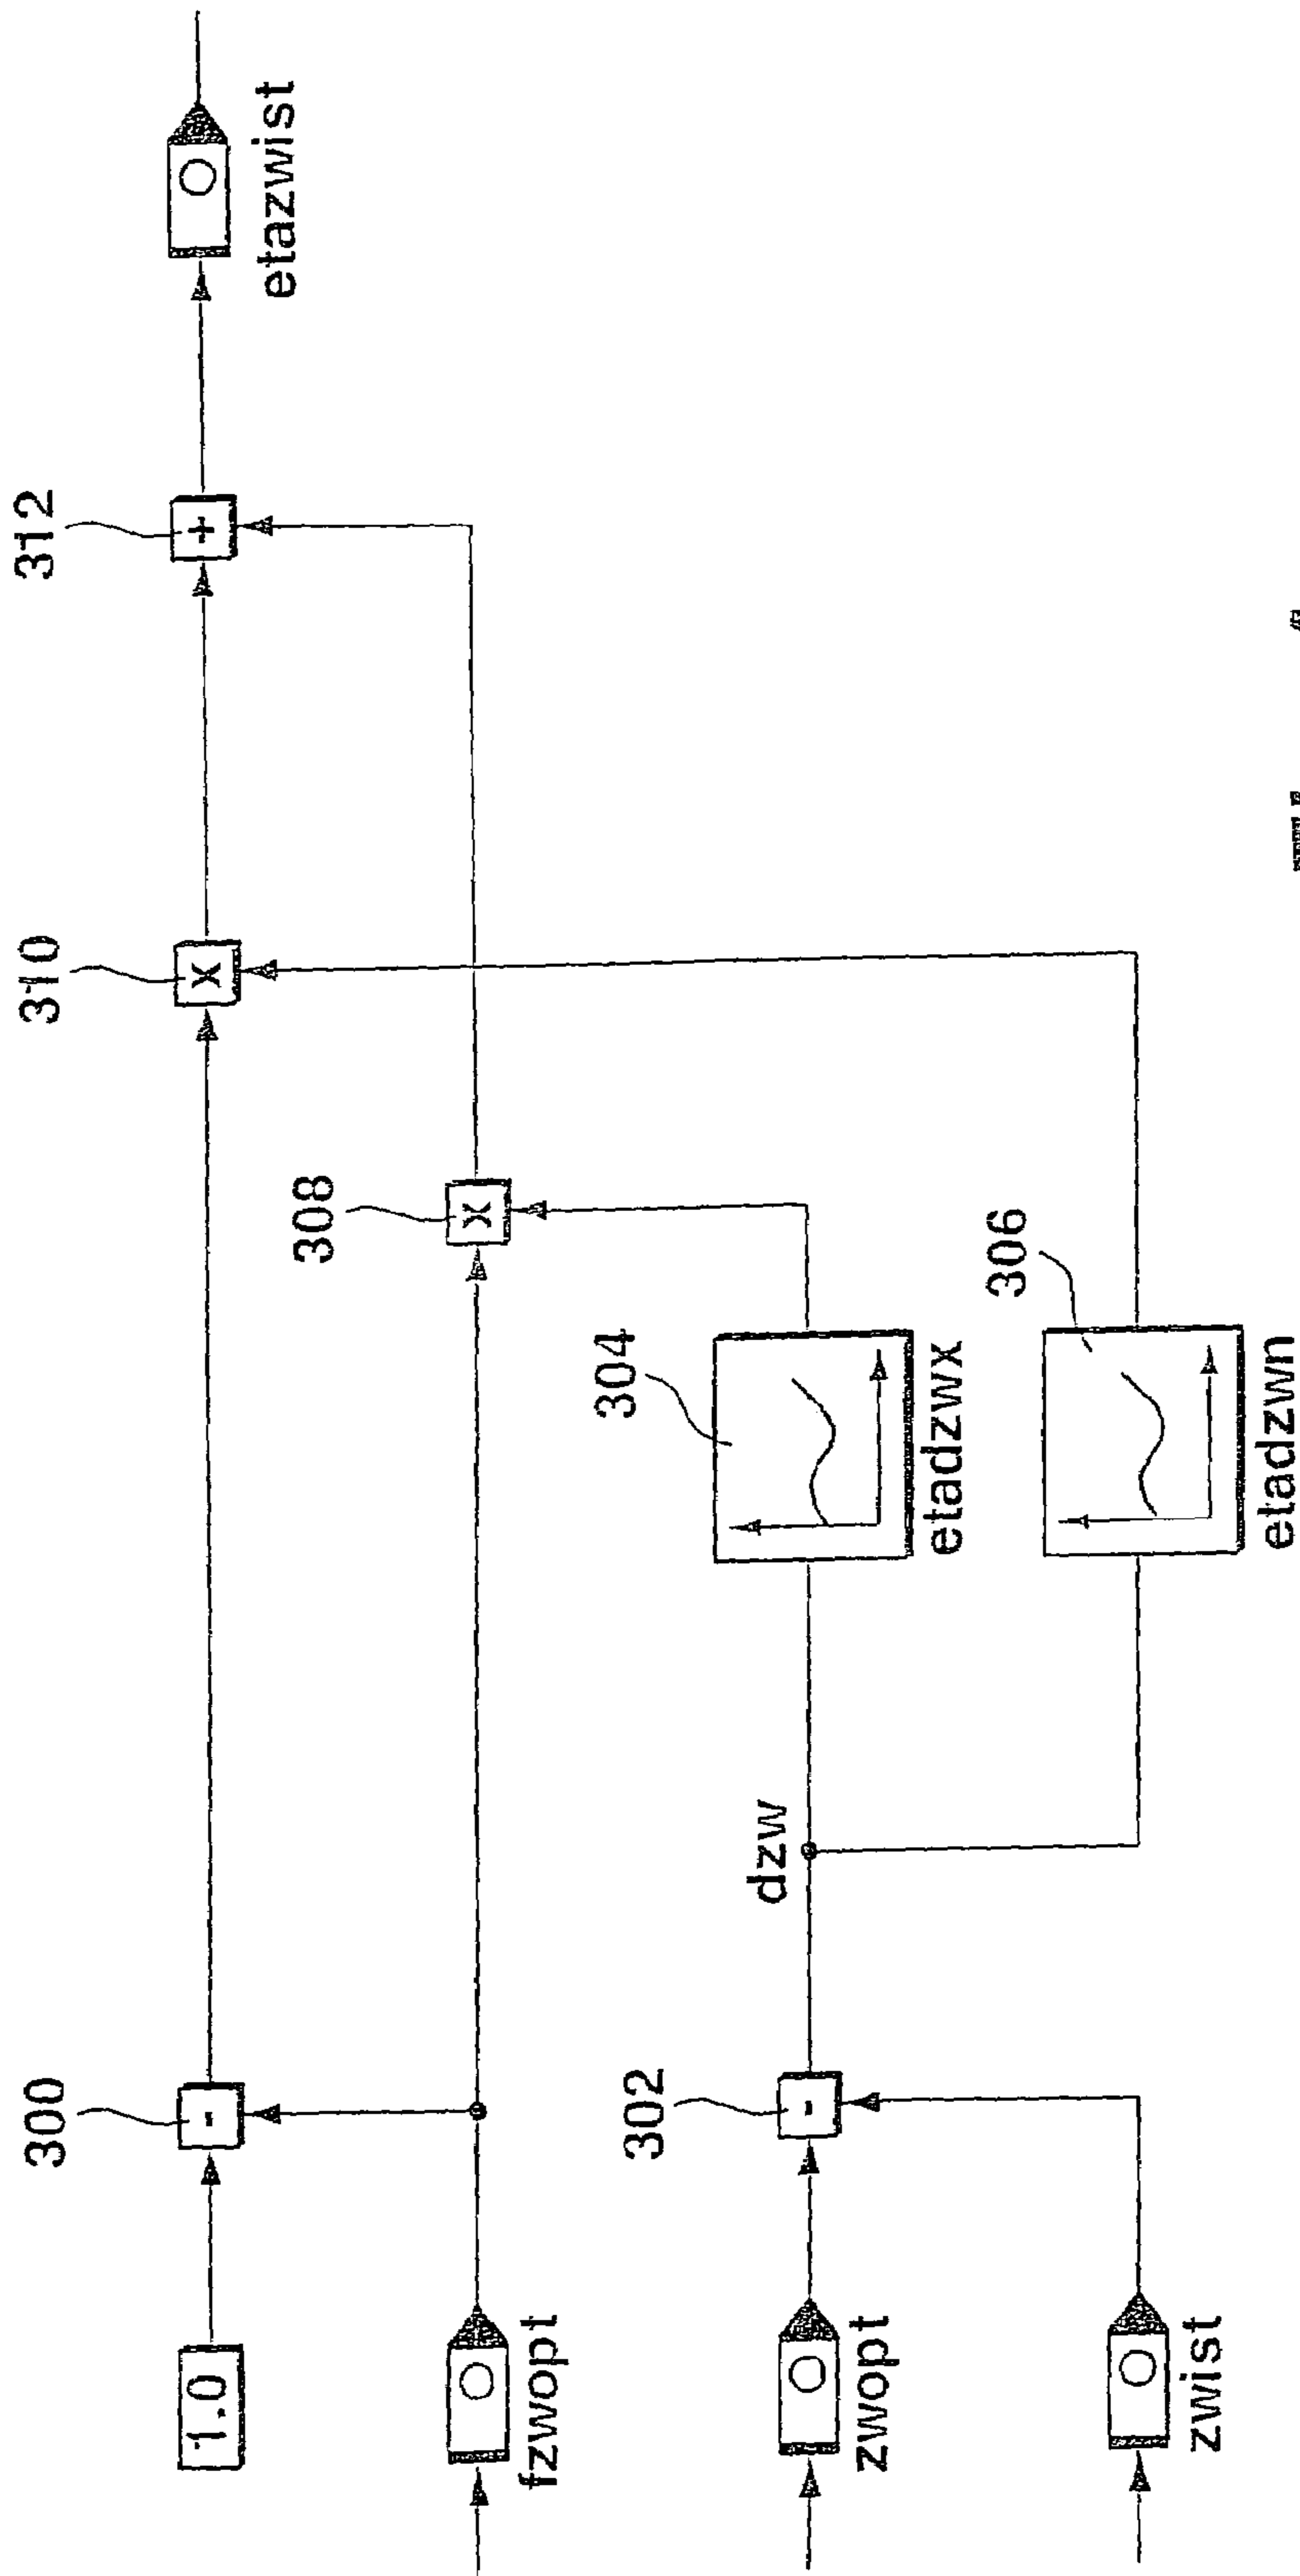 312
+
etazwist
310
x
300
-
1.0
308
x
fzwopt
304
etadzwx
dzw
302
-
zwopt
306
etadzwn
zwist